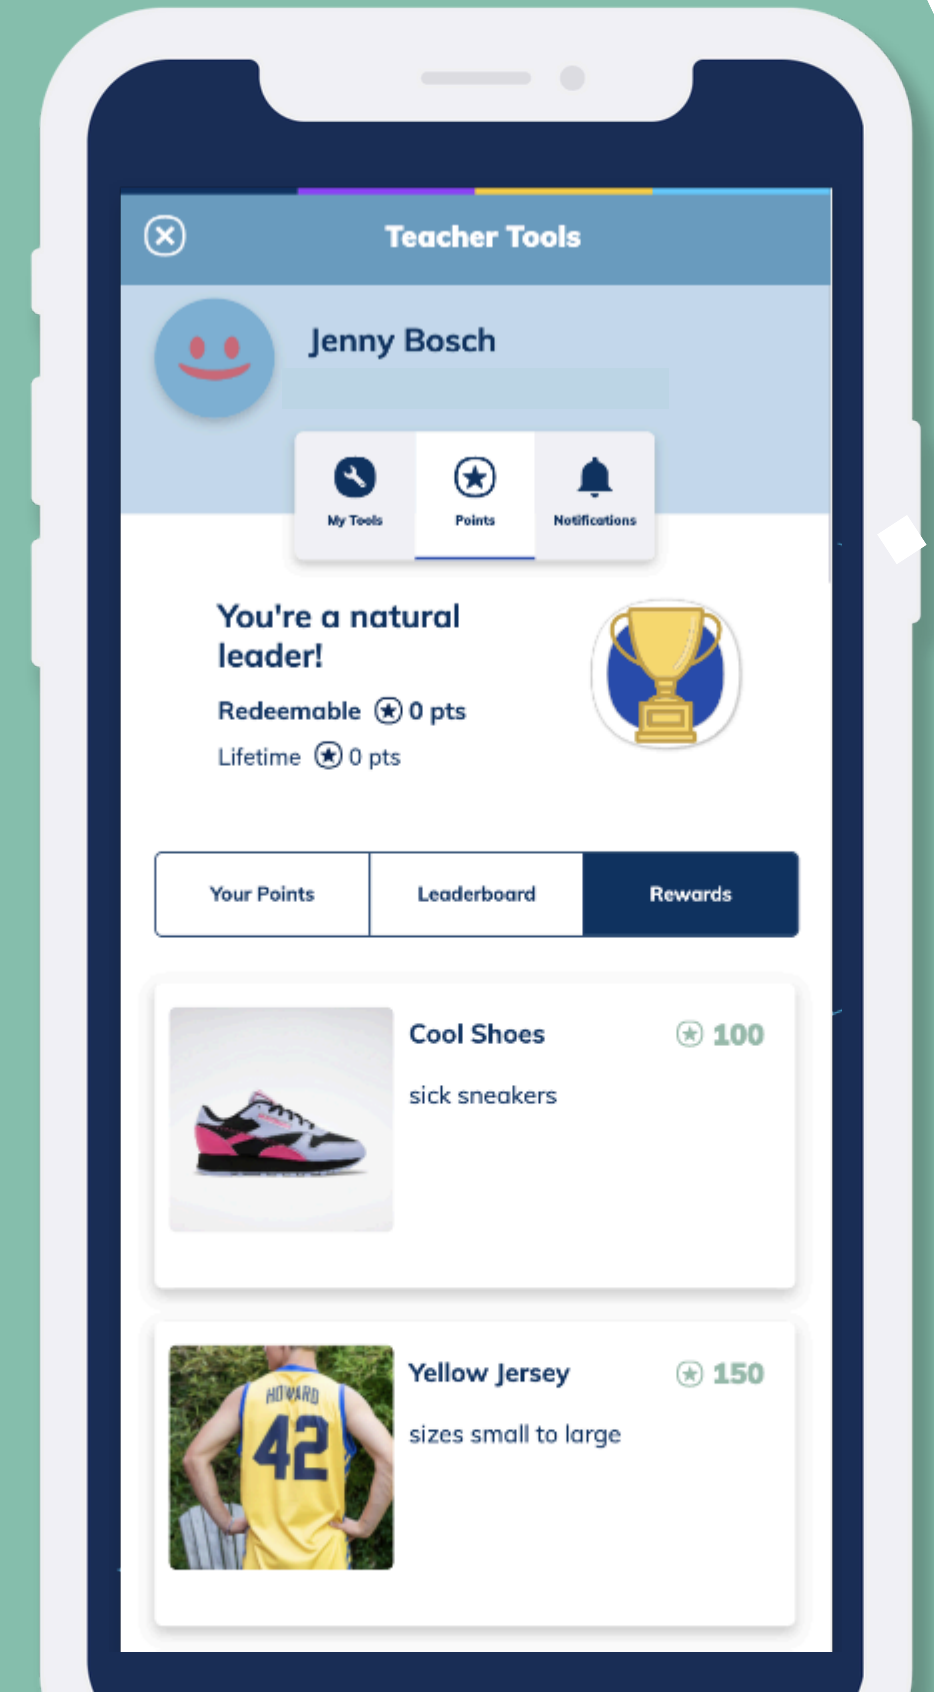 Teacher Tools
Jenny Bosch
My Tools
Points
Notifications
You're a natural
leader!
Redeemable 0 pts
Lifetime 0 pts
Your Points
Leaderboard
Rewards
Cool Shoes
100
sick sneakers
Yellow Jersey
150
sizes small to large
HOWARD
42